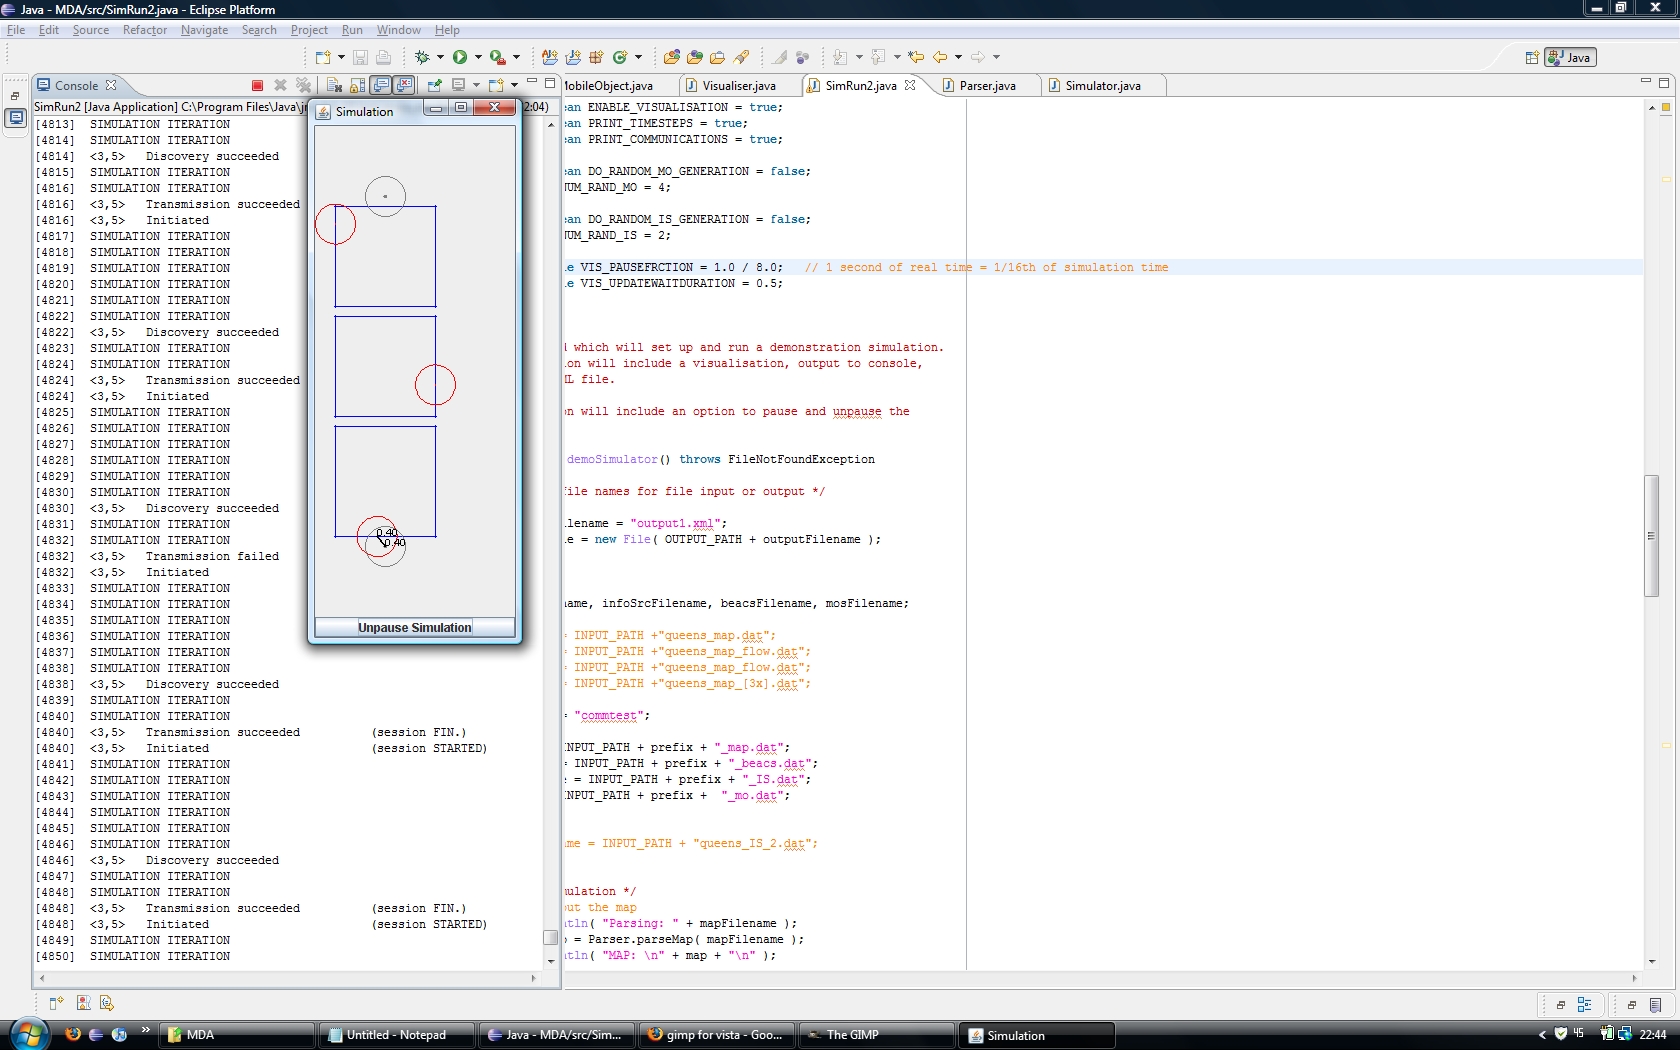 Java - MDA/src/SimRun2.java - Eclipse Platform
File Edit Source Refactor Navigate Search Project Run Window Help
Java
Console
MobileObject.java Visualiser.java SimRun2.java Parser.java Simulator.java
SimRun2 [Java Application] C:\Program Files\Java\jr 2:04)
[4813] SIMULATION ITERATION
[4814] SIMULATION ITERATION
[4814] <3,5> Discovery succeeded
[4815] SIMULATION ITERATION
[4816] SIMULATION ITERATION
[4816] <3,5> Transmission succeeded
[4816] <3,5> Initiated
[4817] SIMULATION ITERATION
[4818] SIMULATION ITERATION
[4819] SIMULATION ITERATION
[4820] SIMULATION ITERATION
[4821] SIMULATION ITERATION
[4822] SIMULATION ITERATION
[4822] <3,5> Discovery succeeded
[4823] SIMULATION ITERATION
[4824] SIMULATION ITERATION
[4824] <3,5> Transmission succeeded
[4824] <3,5> Initiated
[4825] SIMULATION ITERATION
[4826] SIMULATION ITERATION
[4827] SIMULATION ITERATION
[4828] SIMULATION ITERATION
[4829] SIMULATION ITERATION
[4830] SIMULATION ITERATION
[4830] <3,5> Discovery succeeded
[4831] SIMULATION ITERATION
[4832] SIMULATION ITERATION
[4832] <3,5> Transmission failed
[4832] <3,5> Initiated
[4833] SIMULATION ITERATION
[4834] SIMULATION ITERATION
[4835] SIMULATION ITERATION
[4836] SIMULATION ITERATION
[4837] SIMULATION ITERATION
[4838] SIMULATION ITERATION
[4838] <3,5> Discovery succeeded
[4839] SIMULATION ITERATION
[4840] SIMULATION ITERATION
[4840] <3,5> Transmission succeeded (session FIN.)
[4840] <3,5> Initiated (session STARTED)
[4841] SIMULATION ITERATION
[4842] SIMULATION ITERATION
[4843] SIMULATION ITERATION
[4844] SIMULATION ITERATION
[4845] SIMULATION ITERATION
[4846] SIMULATION ITERATION
[4846] <3,5> Discovery succeeded
[4847] SIMULATION ITERATION
[4848] SIMULATION ITERATION
[4848] <3,5> Transmission succeeded (session FIN.)
[4848] <3,5> Initiated (session STARTED)
[4849] SIMULATION ITERATION
[4850] SIMULATION ITERATION
Simulation
0.40
0.40
Unpause Simulation
ean ENABLE_VISUALISATION = true;
ean PRINT_TIMESTEPS = true;
ean PRINT_COMMUNICATIONS = true;
ean DO_RANDOM_MO_GENERATION = false;
NUM_RAND_MO = 4;
ean DO_RANDOM_IS_GENERATION = false;
NUM_RAND_IS = 2;
le VIS_PAUSEFRCTION = 1.0 / 8.0; // 1 second of real time = 1/16th of simulation time
le VIS_UPDATEWAITDURATION = 0.5;
d which will set up and run a demonstration simulation.
on will include a visualisation, output to console,
ML file.
on will include an option to pause and unpause the
demoSimulator() throws FileNotFoundException
file names for file input or output */
lename = "output1.xml";
le = new File( OUTPUT_PATH + outputFilename );
name, infoSrcFilename, beacsFilename, mosFilename;
= INPUT_PATH +"queens_map.dat";
= INPUT_PATH +"queens_map_flow.dat";
= INPUT_PATH +"queens_map_flow.dat";
= INPUT_PATH +"queens_map_[3x].dat";
= "commtest";
INPUT_PATH + prefix + "_map.dat";
= INPUT_PATH + prefix + "_beacs.dat";
e = INPUT_PATH + prefix + "_IS.dat";
INPUT_PATH + prefix + "_mo.dat";
ame = INPUT_PATH + "queens_IS_2.dat";
mulation */
out the map
ntln( "Parsing: " + mapFilename );
p = Parser.parseMap( mapFilename );
ntln( "MAP: \n" + map + "\n" );
MDA Untitled - Notepad Java - MDA/src/Sim... gimp for vista - Goo... The GIMP Simulation 45 22:44